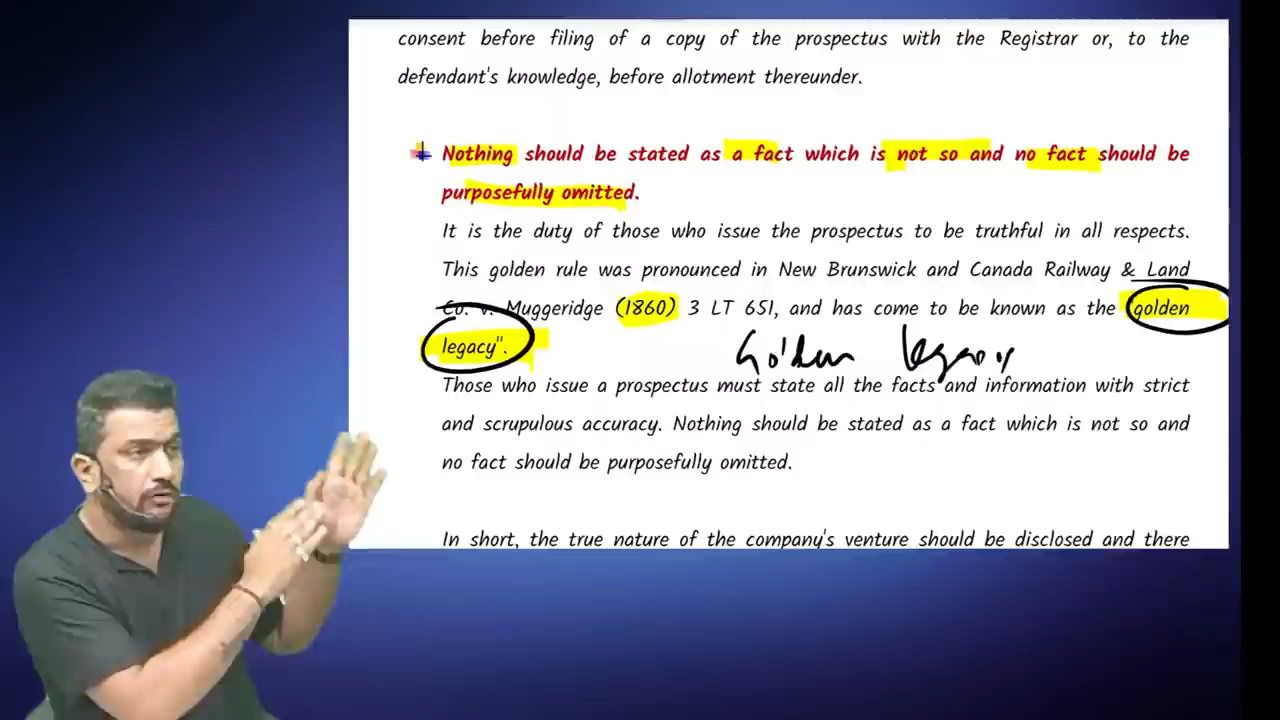 consent before filing of a copy of the prospectus with the Registrar or, to the
defendant's knowledge, before allotment thereunder.
Nothing should be stated as a fact which is not so and no fact should be
purposefully omitted.
It is the duty of those who issue the prospectus to be truthful in all respects.
This golden rule was pronounced in New Brunswick and Canada Railway & Land
Co. v. Muggeridge (1860) 3 LT 651, and has come to be known as the golden
legacy".
Golden legacy
Those who issue a prospectus must state all the facts and information with strict
and scrupulous accuracy. Nothing should be stated as a fact which is not so and
no fact should be purposefully omitted.
In short, the true nature of the company's venture should be disclosed and there